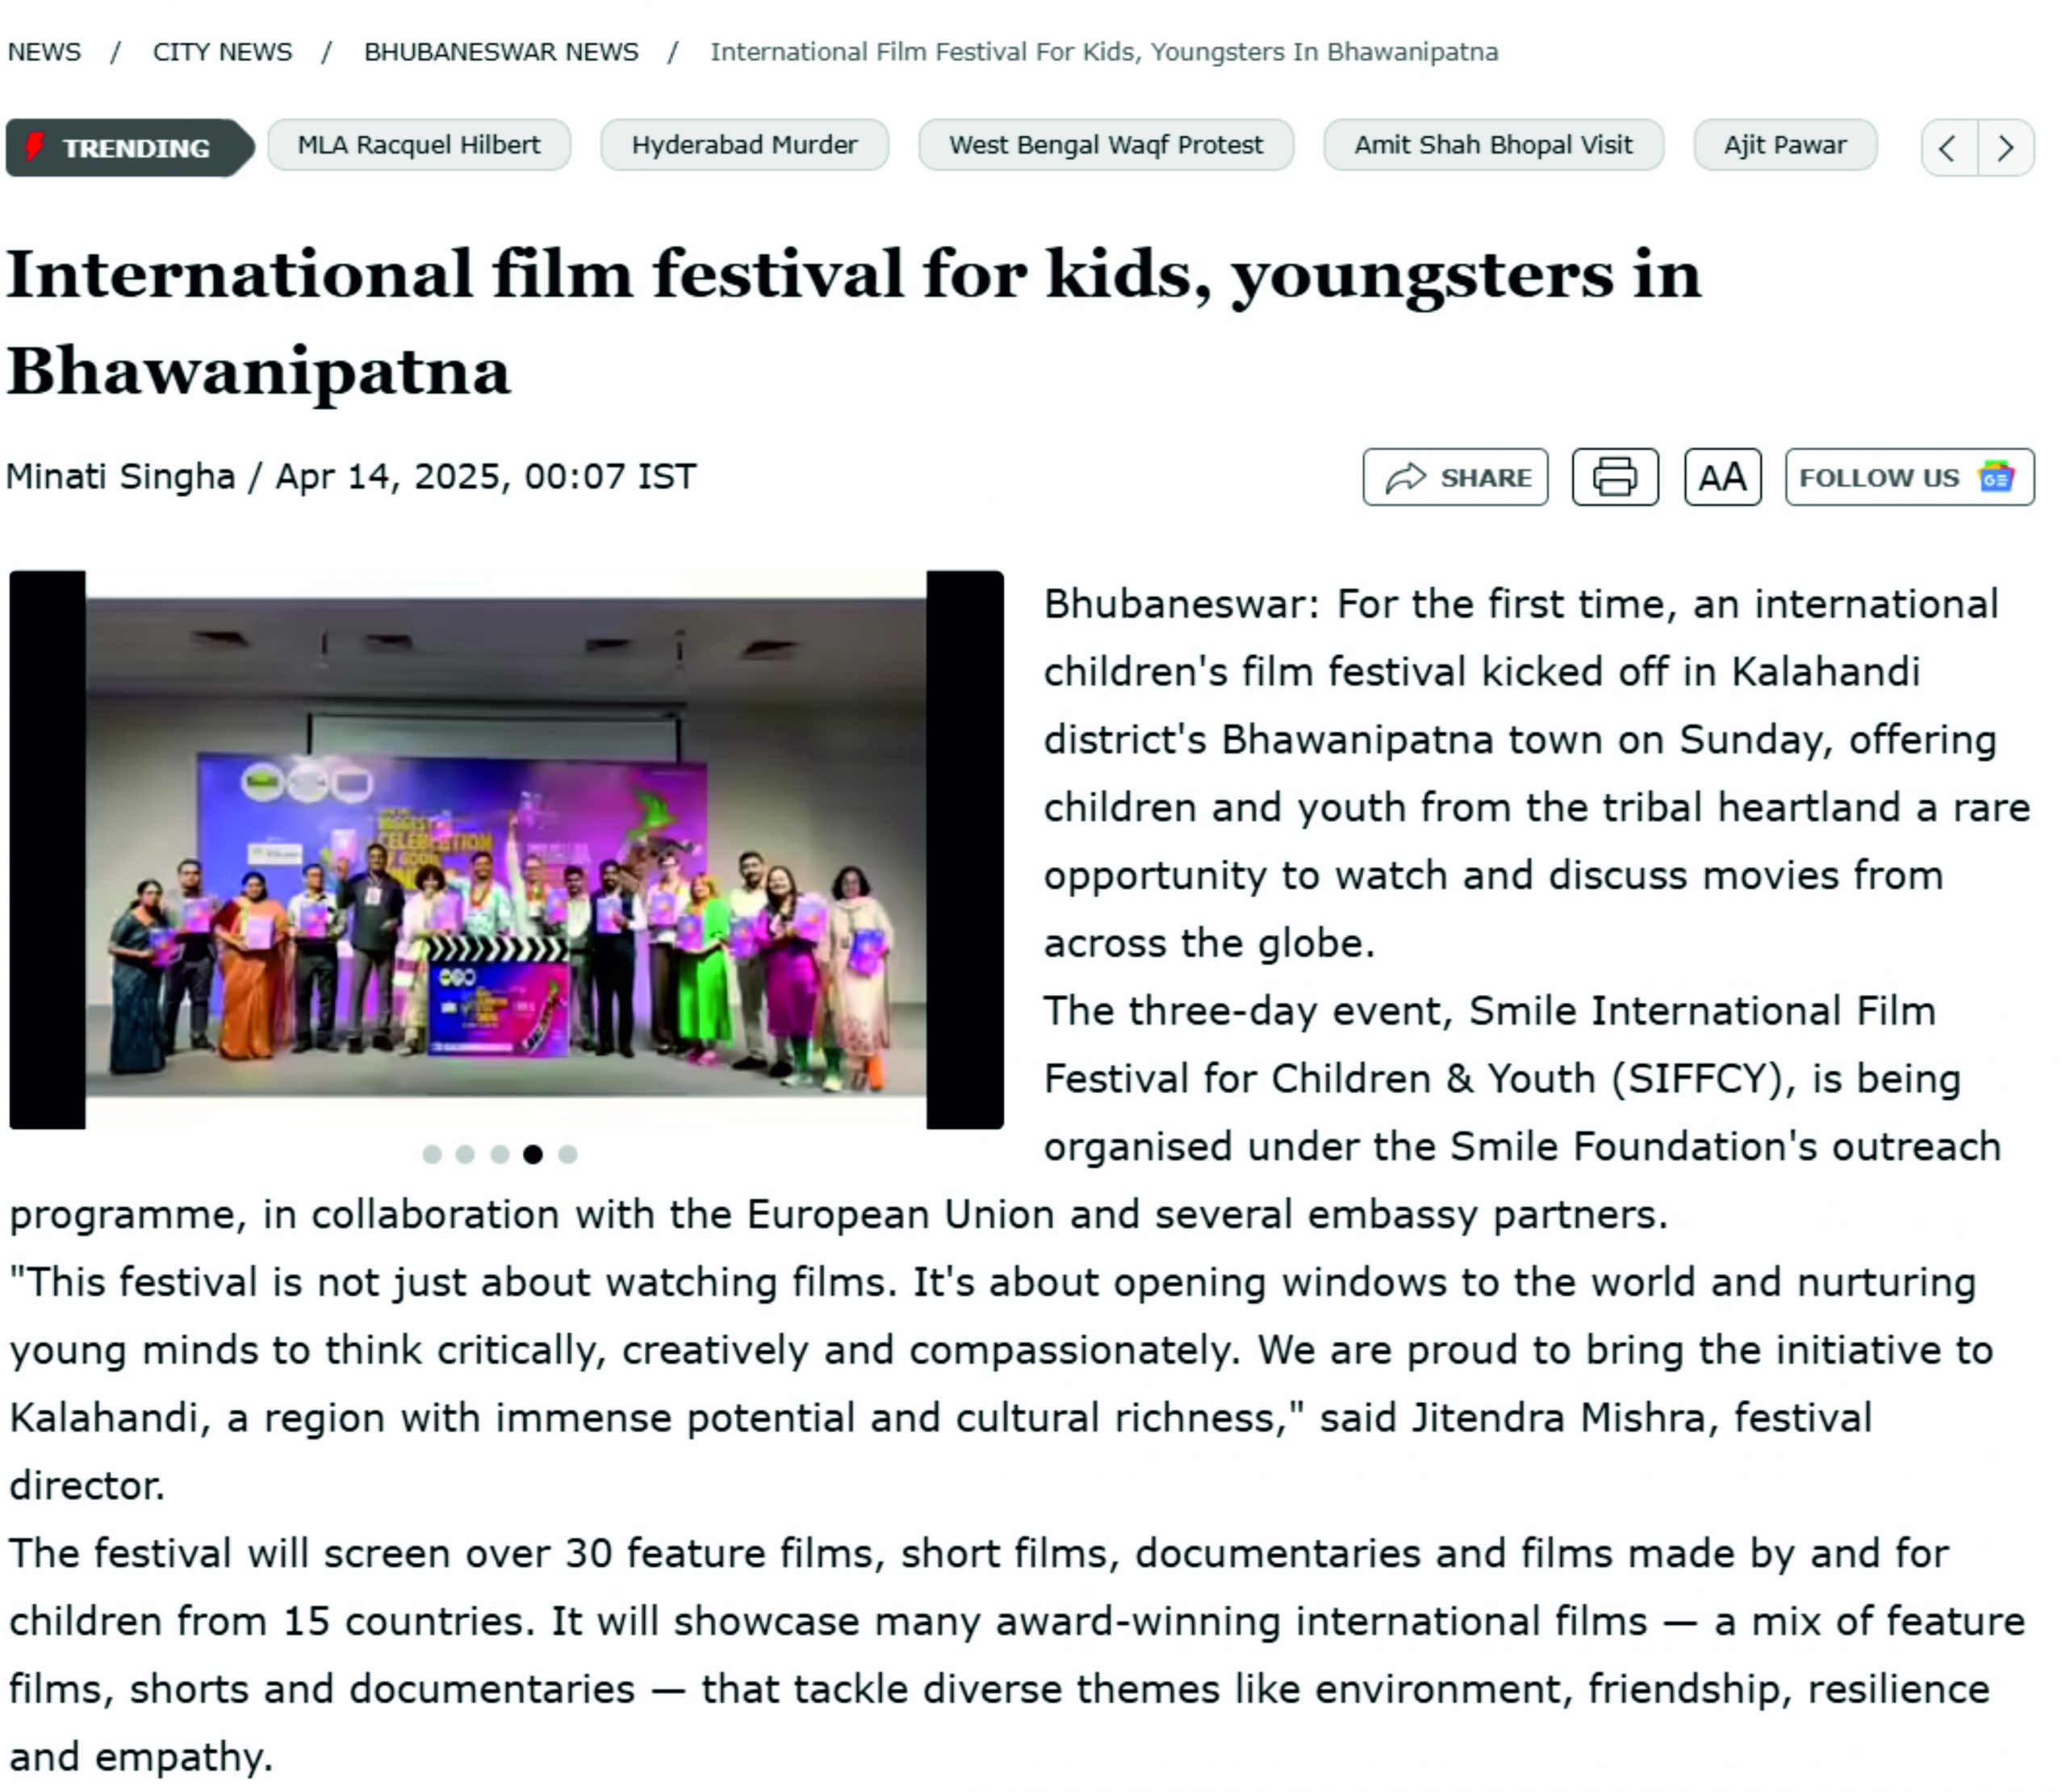 NEWS / CITY NEWS / BHUBANESWAR NEWS / International Film Festival For Kids, Youngsters In Bhawanipatna
TRENDING MLA Racquel Hilbert Hyderabad Murder West Bengal Waqf Protest Amit Shah Bhopal Visit Ajit Pawar
International film festival for kids, youngsters in
Bhawanipatna
Minati Singha / Apr 14, 2025, 00:07 IST SHARE AA FOLLOW US GE
BIGGEST
CELEBRATION
GOOD
Bhubaneswar: For the first time, an international
children's film festival kicked off in Kalahandi
district's Bhawanipatna town on Sunday, offering
children and youth from the tribal heartland a rare
opportunity to watch and discuss movies from
across the globe.
The three-day event, Smile International Film
Festival for Children & Youth (SIFFCY), is being
organised under the Smile Foundation's outreach
programme, in collaboration with the European Union and several embassy partners.
"This festival is not just about watching films. It's about opening windows to the world and nurturing
young minds to think critically, creatively and compassionately. We are proud to bring the initiative to
Kalahandi, a region with immense potential and cultural richness," said Jitendra Mishra, festival
director.
The festival will screen over 30 feature films, short films, documentaries and films made by and for
children from 15 countries. It will showcase many award-winning international films — a mix of feature
films, shorts and documentaries — that tackle diverse themes like environment, friendship, resilience
and empathy.